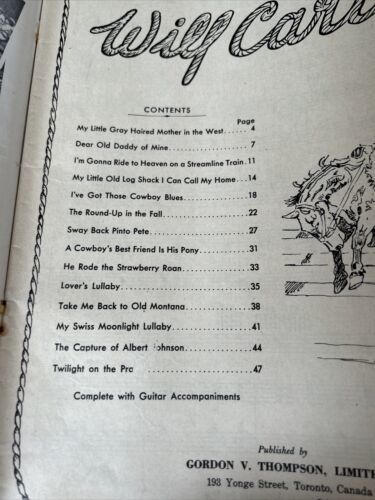 Wilf
CONTENTS
Page
My Little Gray Haired Mother in the West...... 4
Dear Old Daddy of Mine.................... 7
I'm Gonna Ride to Heaven on a Streamline Train.11
My Little Old Log Shack I Can Call My Home...14
I've Got Those Cowboy Blues................18
The Round-Up in the Fall....................22
Sway Back Pinto Pete.......................27
A Cowboy's Best Friend Is His Pony...........31
He Rode the Strawberry Roan................33
Lover's Lullaby.............................35
Take Me Back to Old Montana...............38
My Swiss Moonlight Lullaby..................41
The Capture of Albert Johnson...............44
Twilight on the Pra ........................47
Complete with Guitar Accompaniments
Published by
GORDON V. THOMPSON, LIMIT
193 Yonge Street, Toronto, Canada